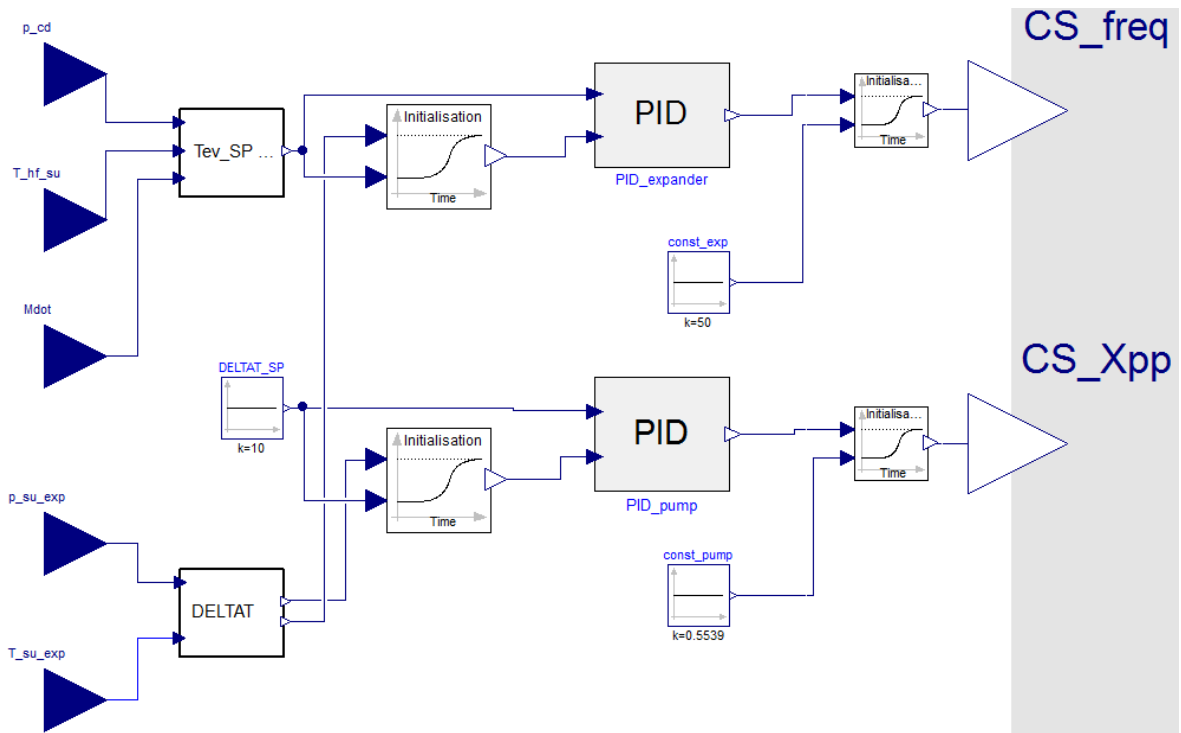 CS_freq
p_cd
Initialisa...
Initialisation
PID
Tev_SP ...
Time
T_hf_su
PID_expander
Time
const_exp
Mdot
k=50
CS_Xpp
DELTAT_SP
Initialisation
PID
Initialisa...
k=10
Time
p_su_exp
PID_pump
Time
const_pump
DELTAT
k=0.5539
T_su_exp